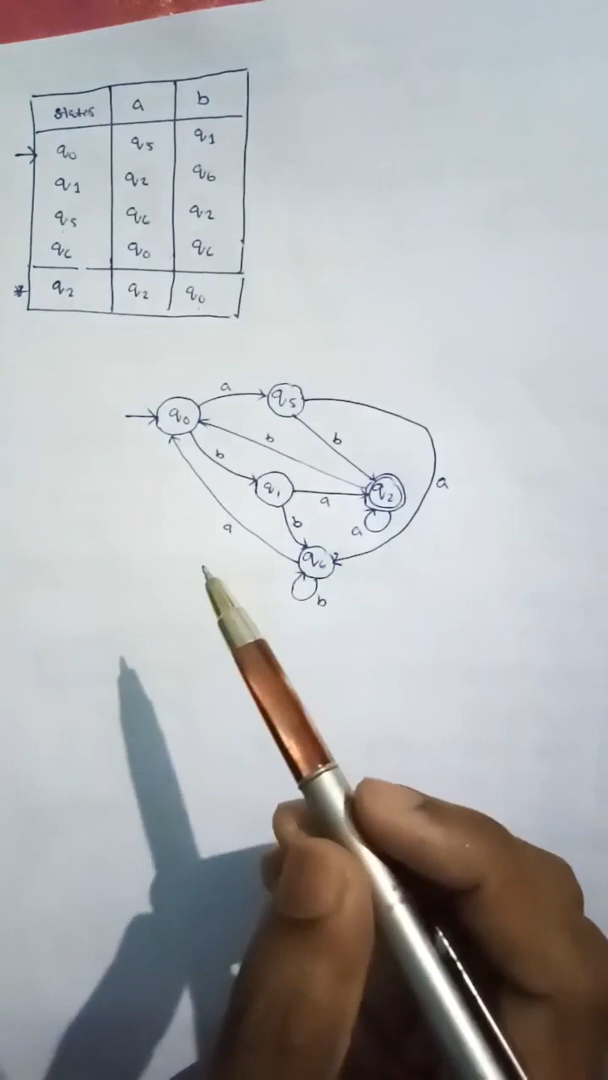 states a b
→ q0 q5 q1
q1 q2 q6
q5 q6 q2
q6 q0 q6
* q2 q2 q0
a
q0 q5
b b
b
q1 a q2
a
b a
a
q6
b